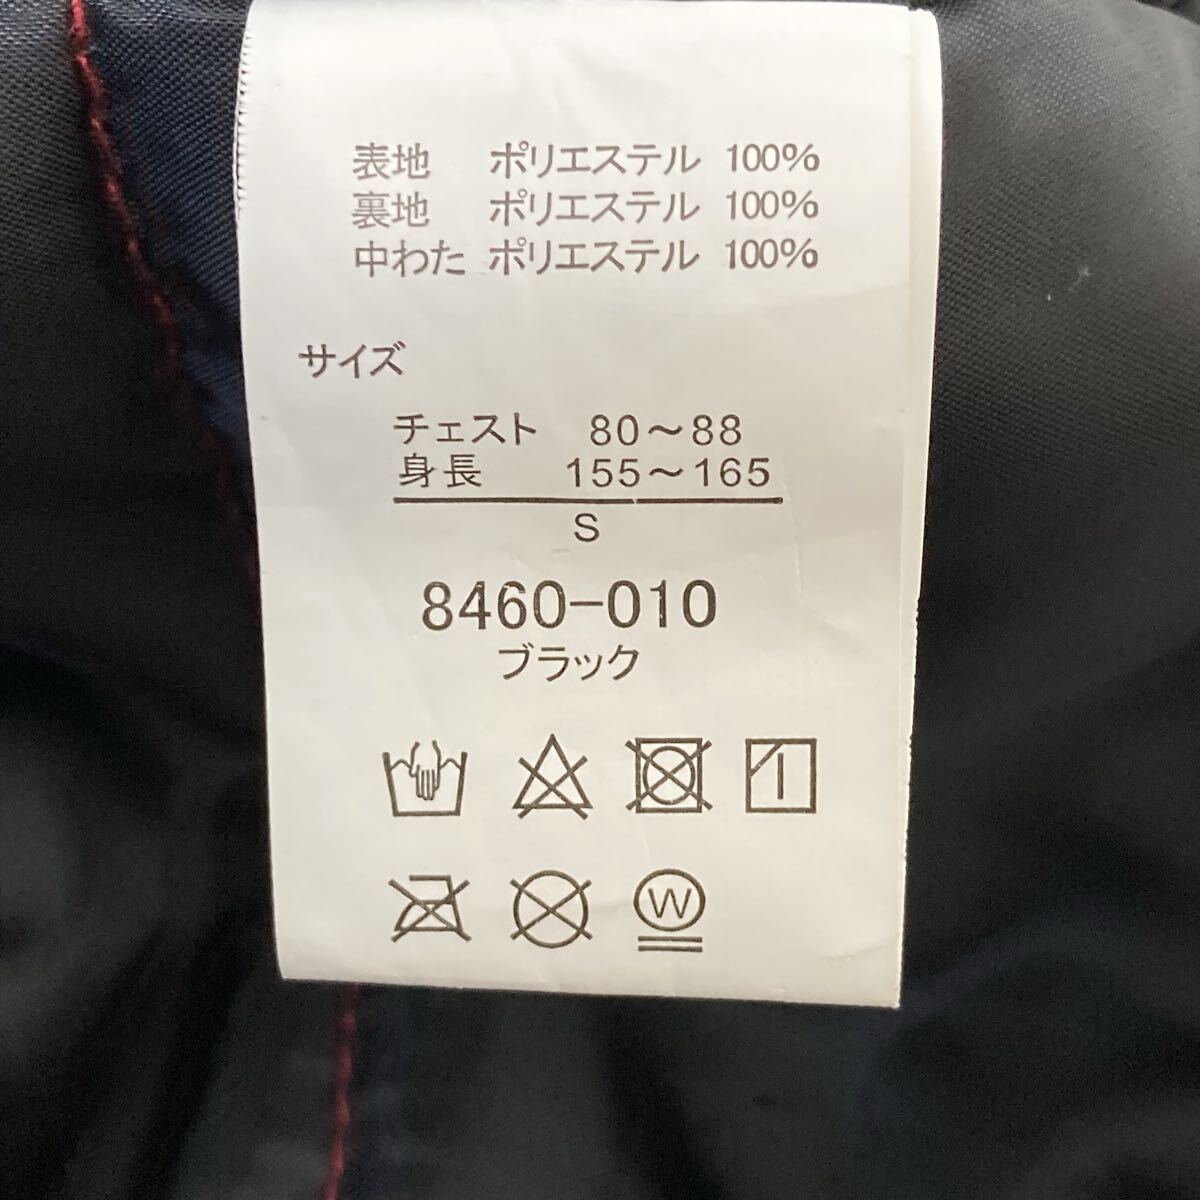 表地 ポリエステル 100%
裏地 ポリエステル 100%
中わた ポリエステル 100%
サイズ
チェスト 80～88
身長 155～165
S
8460-010
ブラック
W